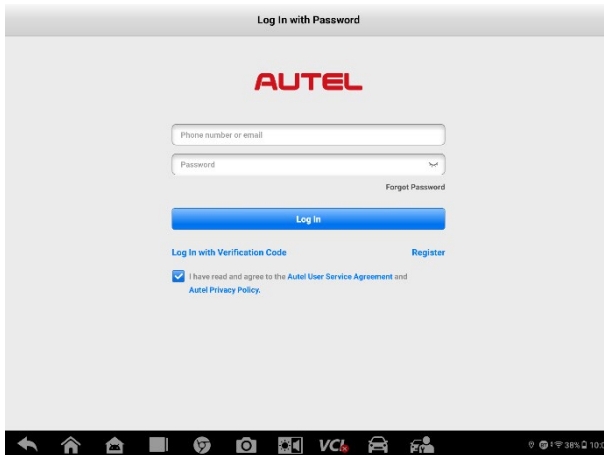 Log In with Password
AUTEL
Phone number or email
Password
Forgot Password
Log In
Log In with Verification Code Register
I have read and agree to the Autel User Service Agreement and
Autel Privacy Policy.
VCI 38%